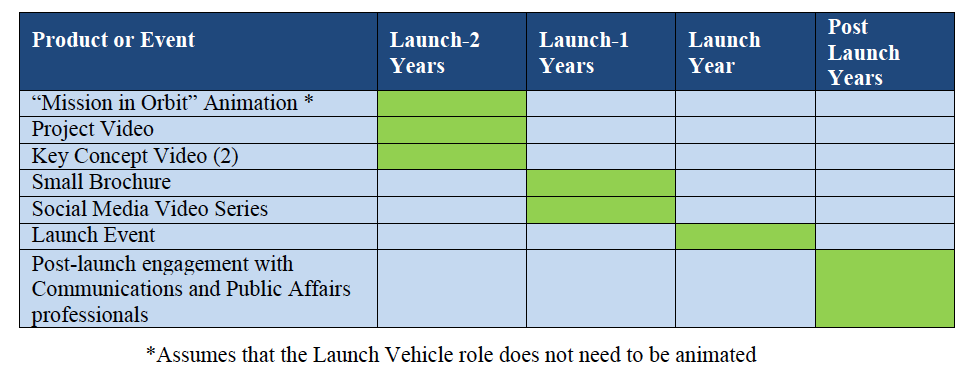 Product or Event
Launch-2
Years
Launch-1
Years
Launch
Year
Post
Launch
Years
“Mission in Orbit” Animation *
Project Video
Key Concept Video (2)
Small Brochure
Social Media Video Series
Launch Event
Post-launch engagement with
Communications and Public Affairs
professionals
*Assumes that the Launch Vehicle role does not need to be animated